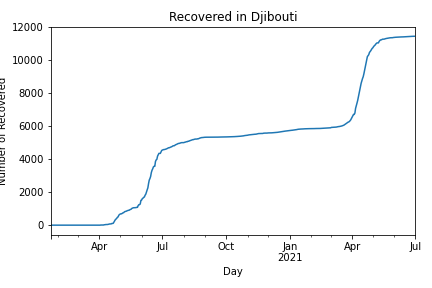 Recovered in Djibouti
Number of Recovered
12000
10000
8000
6000
4000
2000
0
Apr
Jul
Oct
Jan
2021
Apr
Jul
Day